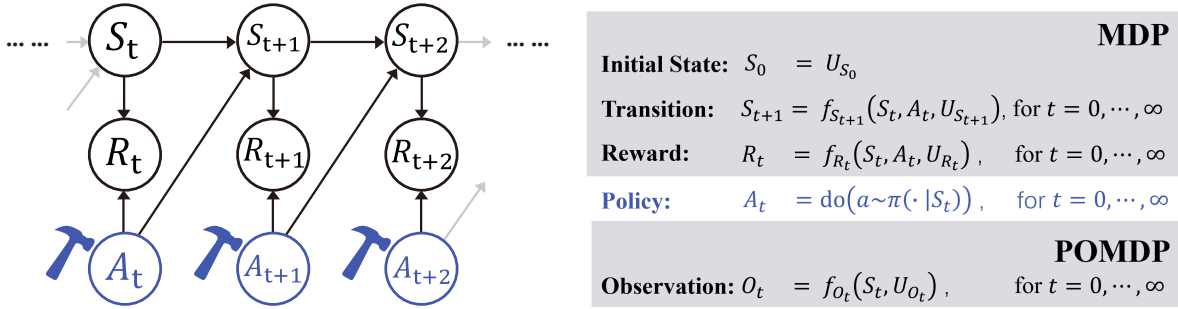 ... ...
S_t
S_{t+1}
S_{t+2}
... ...
R_t
R_{t+1}
R_{t+2}
A_t
A_{t+1}
A_{t+2}
MDP
Initial State: S_0 = U_{S_0}
Transition: S_{t+1} = f_{S_{t+1}}(S_t, A_t, U_{S_{t+1}}), for t = 0, ⋯, ∞
Reward: R_t = f_{R_t}(S_t, A_t, U_{R_t}) , for t = 0, ⋯, ∞
Policy: A_t = do(a~π(· |S_t)) , for t = 0, ⋯, ∞
POMDP
Observation: O_t = f_{O_t}(S_t, U_{O_t}) , for t = 0, ⋯, ∞